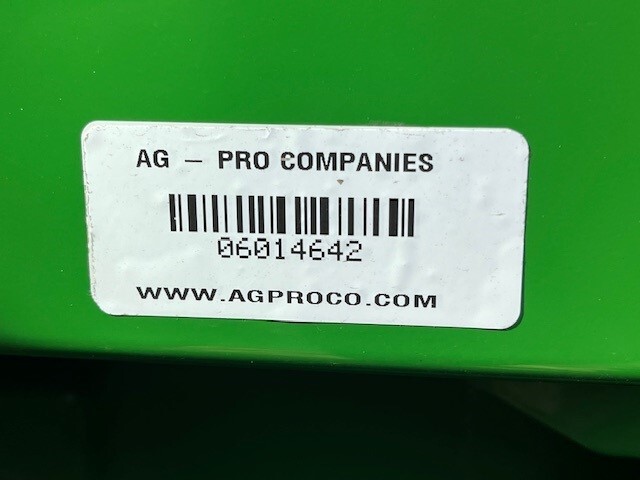 AG – PRO COMPANIES
06014642
WWW.AGPROCO.COM